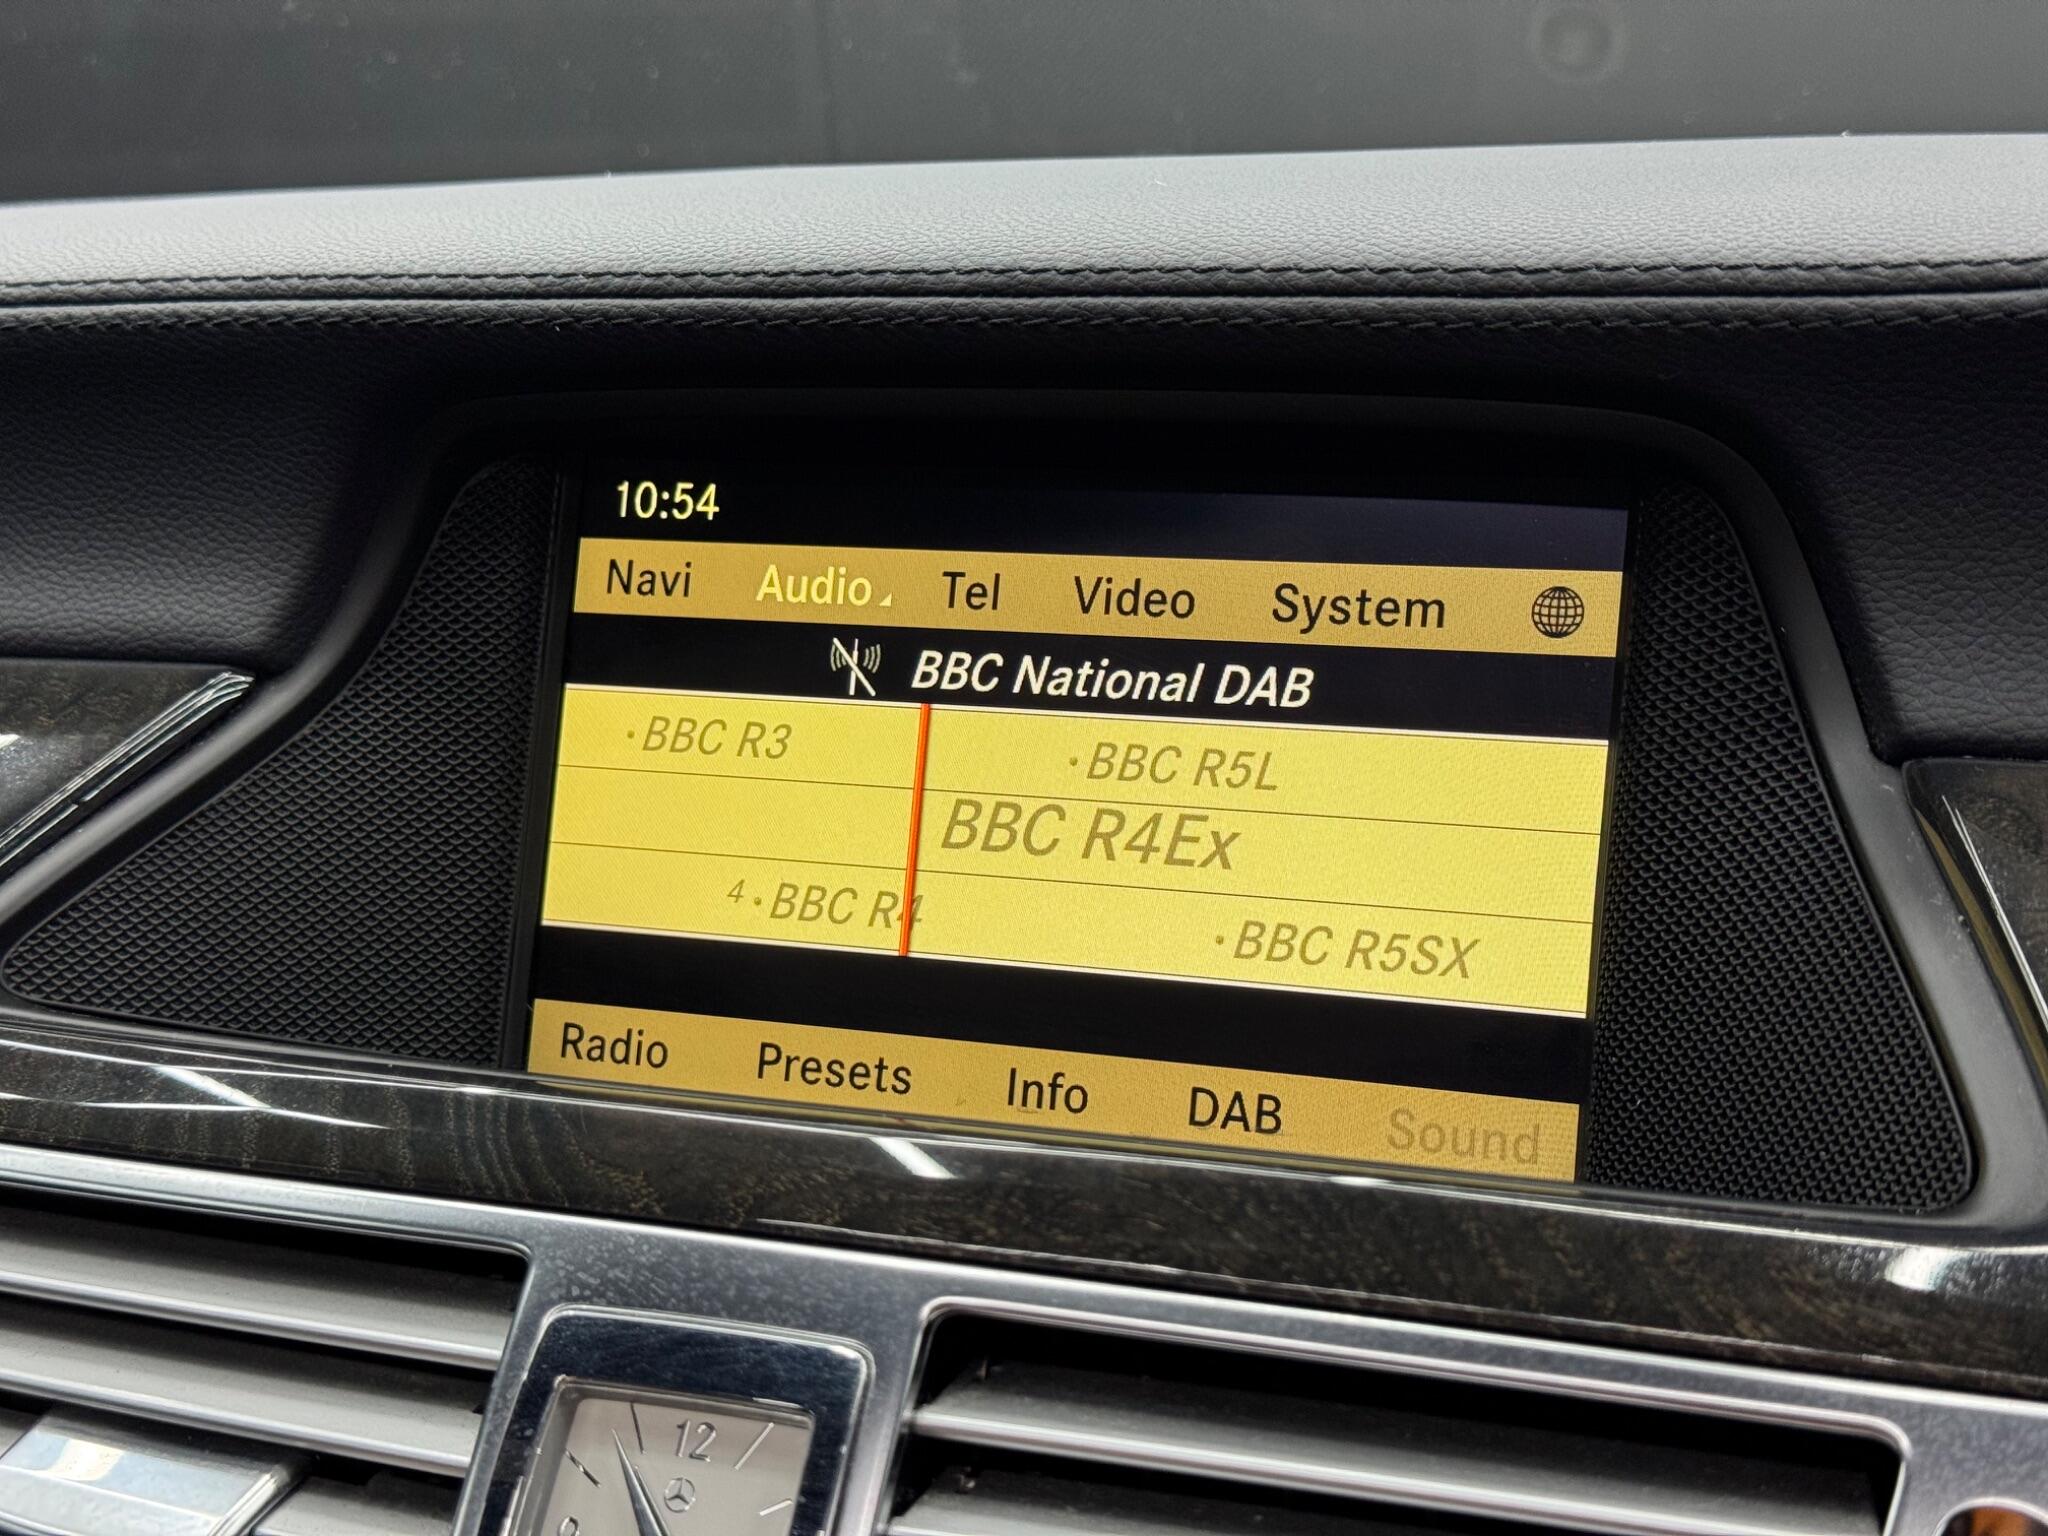 10:54
Navi Audio Tel Video System
BBC National DAB
·BBC R3 ·BBC R5L
BBC R4Ex
4·BBC R4 ·BBC R5SX
Radio Presets Info DAB Sound
12